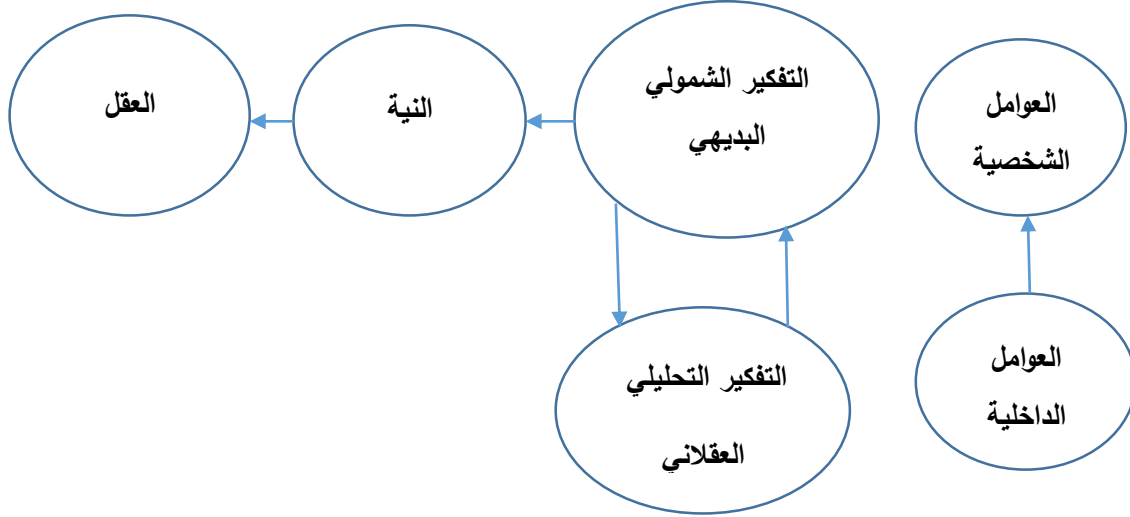 العوامل
الشخصية
التفكير الشمولي
البديهي
النية
العقل
العوامل
الداخلية
التفكير التحليلي
العقلاني